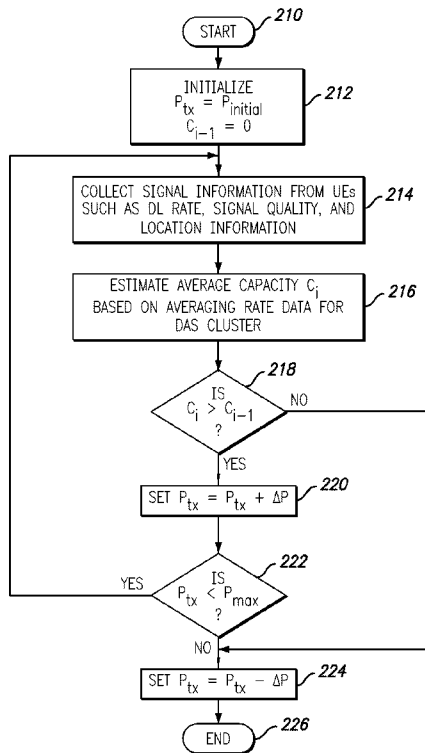 START
210
INITIALIZE
P_tx = P_initial
C_i-1 = 0
212
COLLECT SIGNAL INFORMATION FROM UEs
SUCH AS DL RATE, SIGNAL QUALITY, AND
LOCATION INFORMATION
214
ESTIMATE AVERAGE CAPACITY C_i
BASED ON AVERAGING RATE DATA FOR
DAS CLUSTER
216
218
IS
C_i > C_i-1
?
NO
YES
SET P_tx = P_tx + ΔP
220
222
IS
P_tx < P_max
?
YES
NO
SET P_tx = P_tx − ΔP
224
END
226